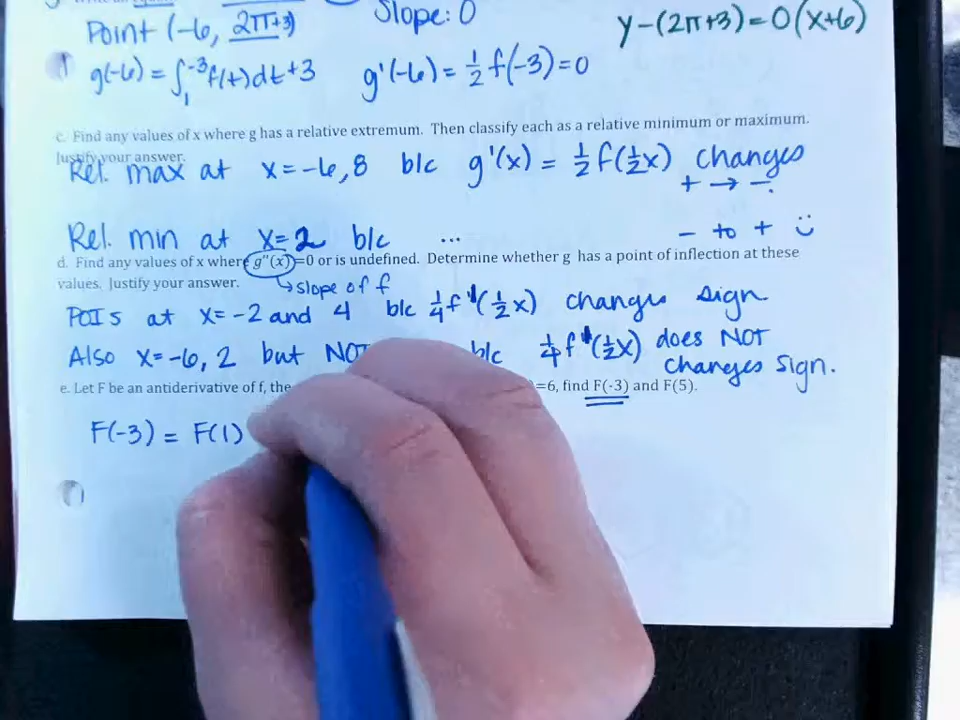 Point (-6, 2π+3) Slope: 0 y-(2π+3)=0(x+6)
g(-6) = ∫₁⁻³ f(t)dt+3 g'(-6) = ½ f(-3) = 0
c. Find any values of x where g has a relative extremum. Then classify each as a relative minimum or maximum.
Justify your answer.
Rel. max at x=-6,8 b/c g'(x) = ½ f(½x) changes
+ → -.
Rel. min at x=2 b/c ... - to + ü
d. Find any values of x where g"(x)=0 or is undefined. Determine whether g has a point of inflection at these
values. Justify your answer.
↳slope of f
POIs at x=-2 and 4 b/c ¼f'(½x) changes sign
Also x=-6, 2 but NOT b/c ¼f'(½x) does NOT
changes sign.
e. Let F be an antiderivative of f, the =6, find F(-3) and F(5).
F(-3) = F(1)